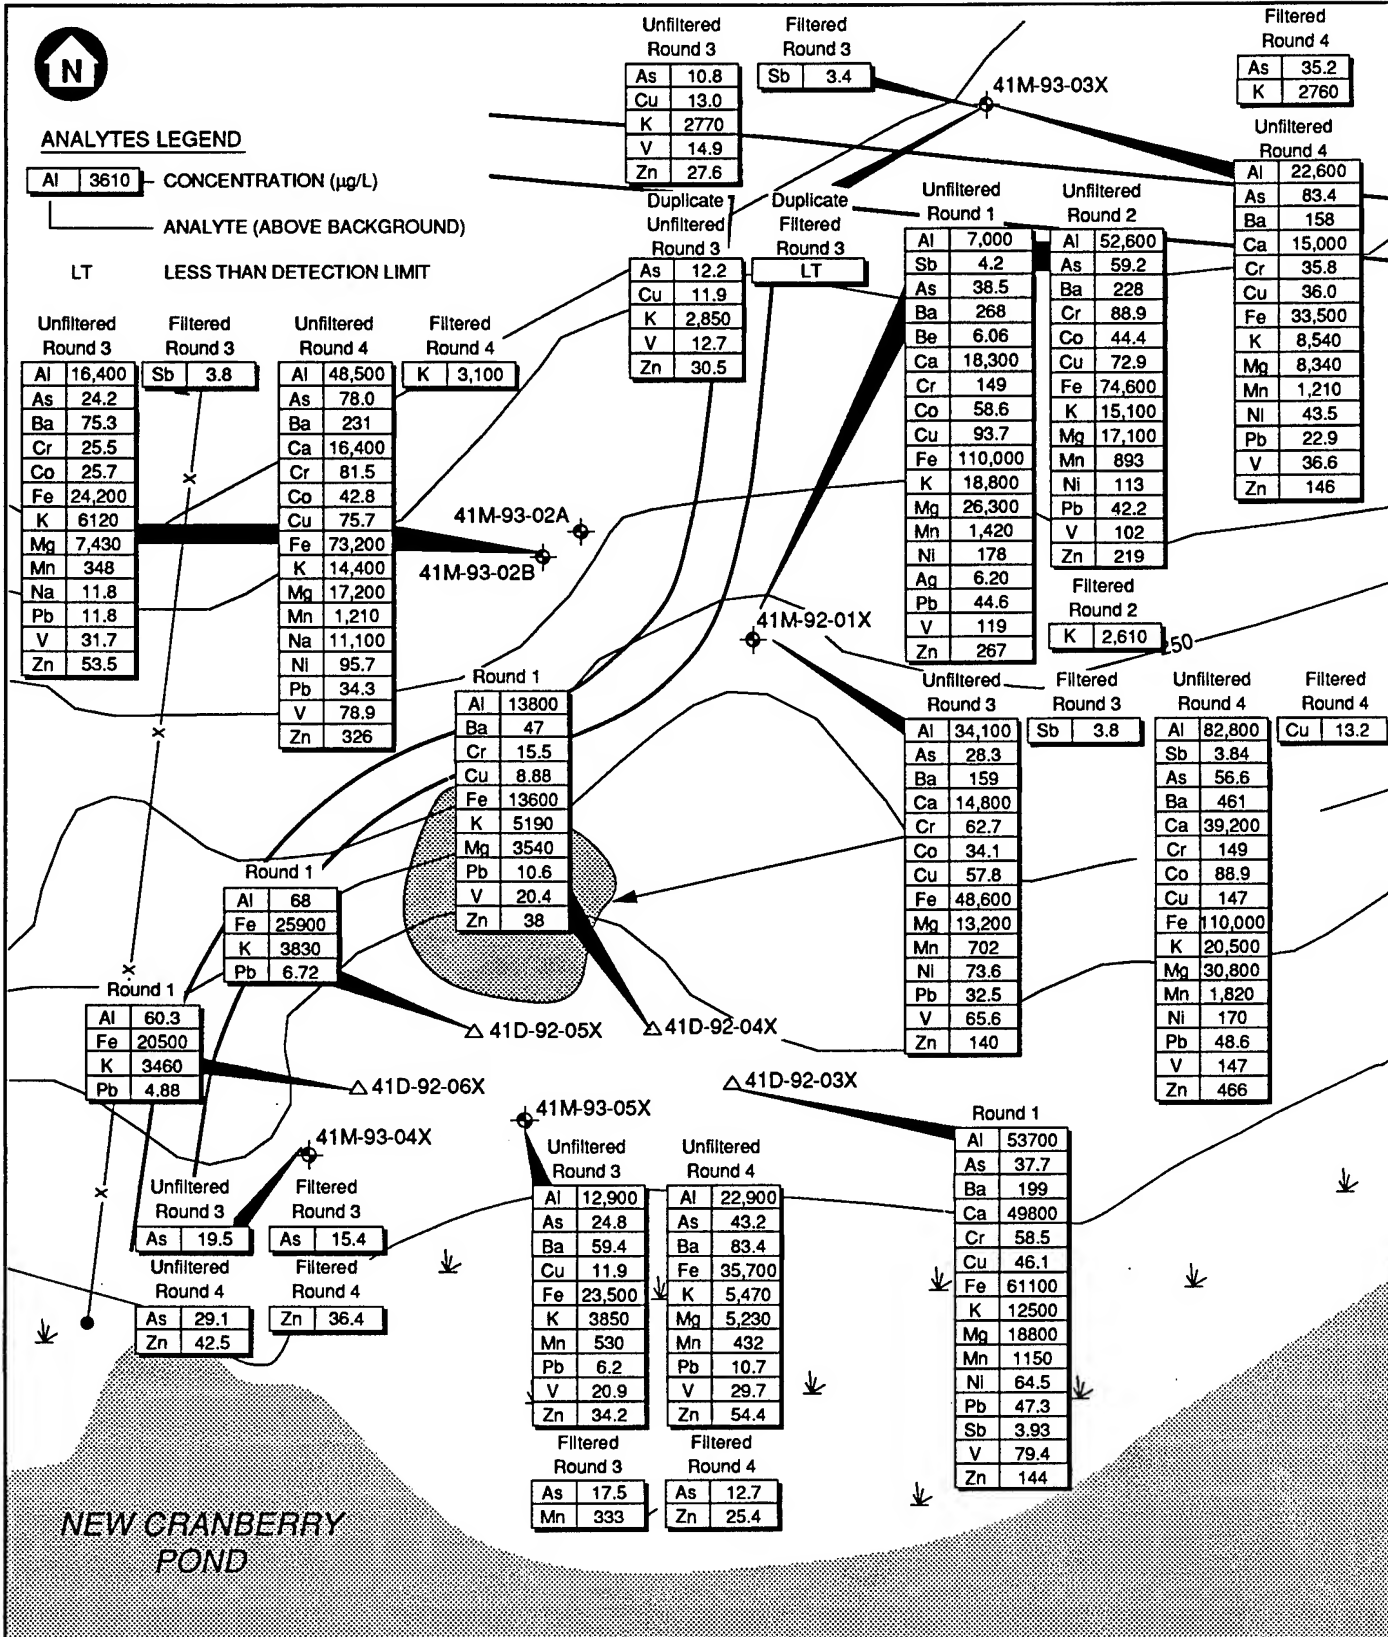 N
ANALYTES LEGEND
Al 3610 CONCENTRATION (µg/L)
ANALYTE (ABOVE BACKGROUND)
LT LESS THAN DETECTION LIMIT
Unfiltered
Round 3
As 10.8
Cu 13.0
K 2770
V 14.9
Zn 27.6
Filtered
Round 3
Sb 3.4
41M-93-03X
Filtered
Round 4
As 35.2
K 2760
Unfiltered
Round 4
Al 22,600
As 83.4
Ba 158
Ca 15,000
Cr 35.8
Cu 36.0
Fe 33,500
K 8,540
Mg 8,340
Mn 1,210
Ni 43.5
Pb 22.9
V 36.6
Zn 146
Duplicate
Unfiltered
Round 3
As 12.2
Cu 11.9
K 2,850
V 12.7
Zn 30.5
Duplicate
Filtered
Round 3
LT
Unfiltered
Round 1
Al 7,000
Sb 4.2
As 38.5
Ba 268
Be 6.06
Ca 18,300
Cr 149
Co 58.6
Cu 93.7
Fe 110,000
K 18,800
Mg 26,300
Mn 1,420
Ni 178
Ag 6.20
Pb 44.6
V 119
Zn 267
Unfiltered
Round 2
Al 52,600
As 59.2
Ba 228
Cr 88.9
Co 44.4
Cu 72.9
Fe 74,600
K 15,100
Mg 17,100
Mn 893
Ni 113
Pb 42.2
V 102
Zn 219
Filtered
Round 2
K 2,610
250
Unfiltered
Round 3
Al 16,400
As 24.2
Ba 75.3
Cr 25.5
Co 25.7
Fe 24,200
K 6120
Mg 7,430
Mn 348
Na 11.8
Pb 11.8
V 31.7
Zn 53.5
Filtered
Round 3
Sb 3.8
Unfiltered
Round 4
Al 48,500
As 78.0
Ba 231
Ca 16,400
Cr 81.5
Co 42.8
Cu 75.7
Fe 73,200
K 14,400
Mg 17,200
Mn 1,210
Na 11,100
Ni 95.7
Pb 34.3
V 78.9
Zn 326
Filtered
Round 4
K 3,100
41M-93-02A
41M-93-02B
41M-92-01X
Unfiltered
Round 3
Al 34,100
As 28.3
Ba 159
Ca 14,800
Cr 62.7
Co 34.1
Cu 57.8
Fe 48,600
Mg 13,200
Mn 702
Ni 73.6
Pb 32.5
V 65.6
Zn 140
Filtered
Round 3
Sb 3.8
Unfiltered
Round 4
Al 82,800
Sb 3.84
As 56.6
Ba 461
Ca 39,200
Cr 149
Co 88.9
Cu 147
Fe 110,000
K 20,500
Mg 30,800
Mn 1,820
Ni 170
Pb 48.6
V 147
Zn 466
Filtered
Round 4
Cu 13.2
Round 1
Al 13800
Ba 47
Cr 15.5
Cu 8.88
Fe 13600
K 5190
Mg 3540
Pb 10.6
V 20.4
Zn 38
Round 1
Al 68
Fe 25900
K 3830
Pb 6.72
Round 1
Al 60.3
Fe 20500
K 3460
Pb 4.88
x
x
x
x
41D-92-05X
41D-92-04X
41D-92-06X
41D-92-03X
41M-93-05X
41M-93-04X
Unfiltered
Round 3
As 19.5
Filtered
Round 3
As 15.4
Unfiltered
Round 4
As 29.1
Zn 42.5
Filtered
Round 4
Zn 36.4
Unfiltered
Round 3
Al 12,900
As 24.8
Ba 59.4
Cu 11.9
Fe 23,500
K 3850
Mn 530
Pb 6.2
V 20.9
Zn 34.2
Unfiltered
Round 4
Al 22,900
As 43.2
Ba 83.4
Fe 35,700
K 5,470
Mg 5,230
Mn 432
Pb 10.7
V 29.7
Zn 54.4
Filtered
Round 3
As 17.5
Mn 333
Filtered
Round 4
As 12.7
Zn 25.4
Round 1
Al 53700
As 37.7
Ba 199
Ca 49800
Cr 58.5
Cu 46.1
Fe 61100
K 12500
Mg 18800
Mn 1150
Ni 64.5
Pb 47.3
Sb 3.93
V 79.4
Zn 144
NEW CRANBERRY
POND